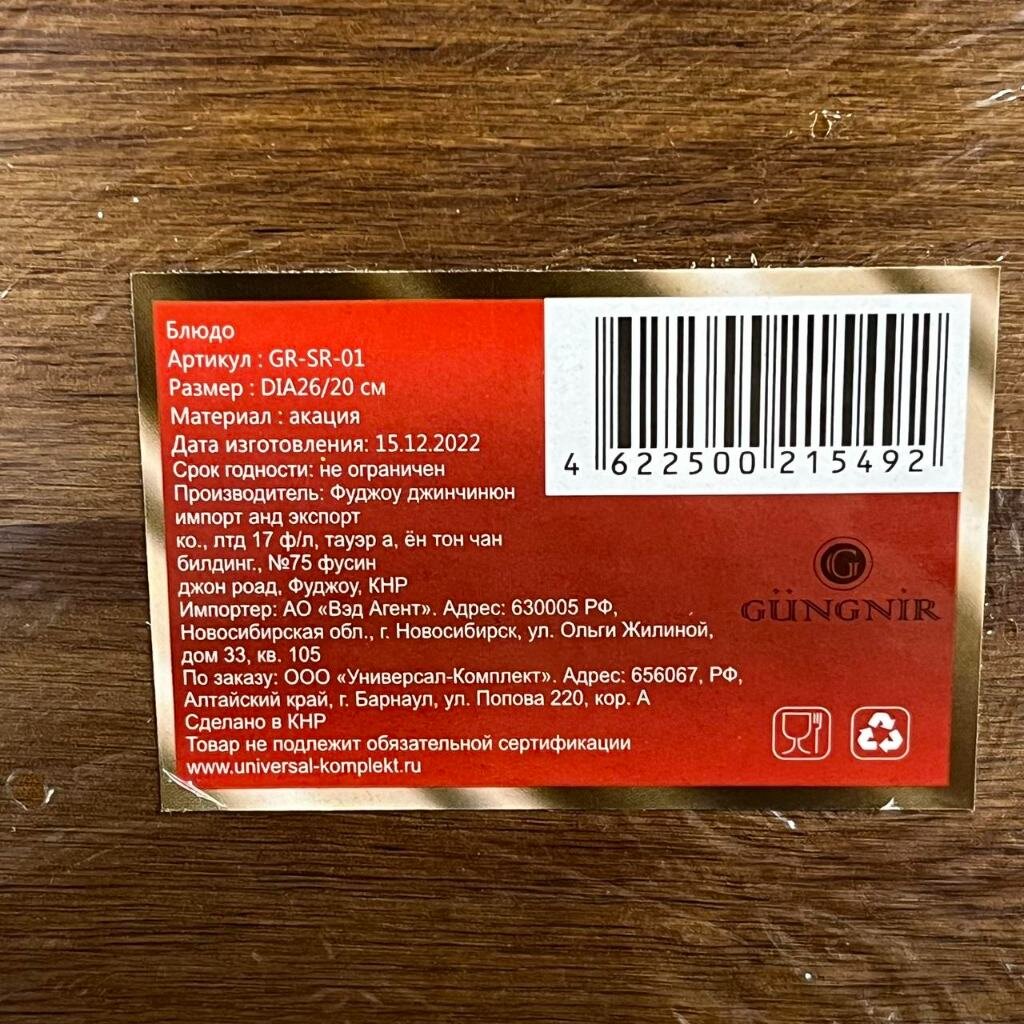 Блюдо
Артикул : GR-SR-01
Размер : DIA26/20 см
Материал : акация
Дата изготовления: 15.12.2022
Срок годности: не ограничен
Производитель: Фуджоу джинчинюн
импорт анд экспорт
ко., лтд 17 ф/л, тауэр а, ён тон чан
билдинг., №75 фусин
джон роад, Фуджоу, КНР
Импортер: АО «Вэд Агент». Адрес: 630005 РФ,
Новосибирская обл., г. Новосибирск, ул. Ольги Жилиной,
дом 33, кв. 105
По заказу: ООО «Универсал-Комплект». Адрес: 656067, РФ,
Алтайский край, г. Барнаул, ул. Попова 220, кор. А
Сделано в КНР
Товар не подлежит обязательной сертификации
www.universal-komplekt.ru
4 622500 215492
G
GÜNGNIR